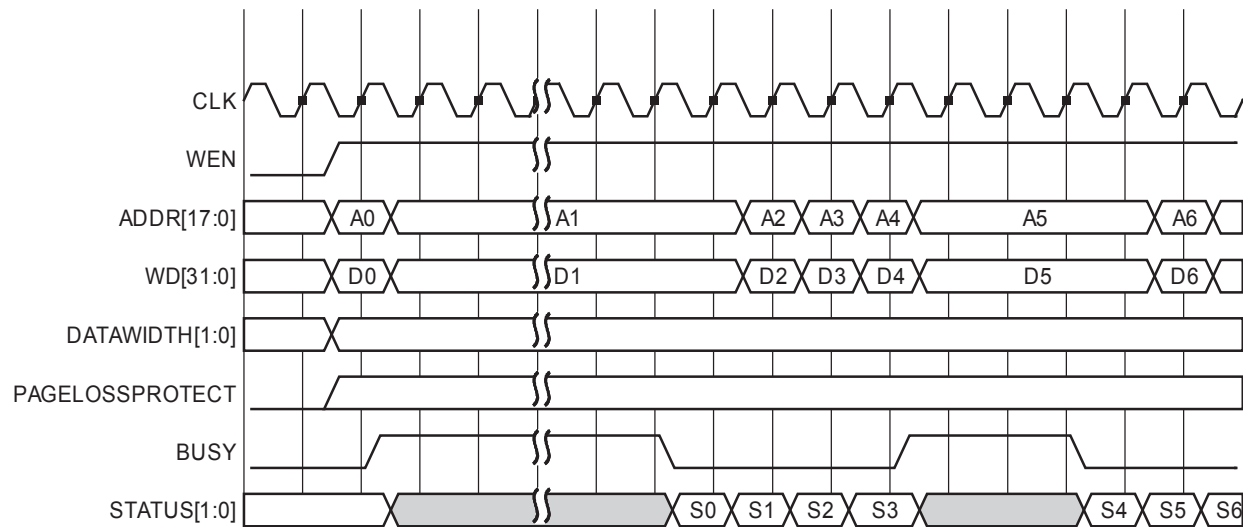 CLK
WEN
ADDR[17:0] A0 A1 A2 A3 A4 A5 A6
WD[31:0] D0 D1 D2 D3 D4 D5 D6
DATAWIDTH[1:0]
PAGELOSSPROTECT
BUSY
STATUS[1:0] S0 S1 S2 S3 S4 S5 S6